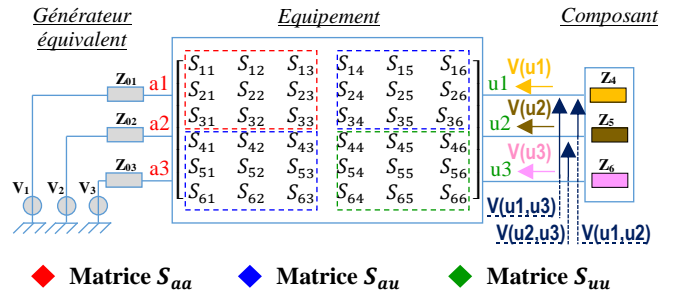 Générateur
équivalent
Equipement
Composant
Z01 a1
Z02 a2
Z03 a3
V1 V2 V3
S11 S12 S13 S14 S15 S16
S21 S22 S23 S24 S25 S26
S31 S32 S33 S34 S35 S36
S41 S42 S43 S44 S45 S46
S51 S52 S53 S54 S55 S56
S61 S62 S63 S64 S65 S66
V(u1)
u1
V(u2)
u2
V(u3)
u3
Z4
Z5
Z6
V(u1,u3)
V(u2,u3) V(u1,u2)
Matrice Saa Matrice Sau Matrice Suu